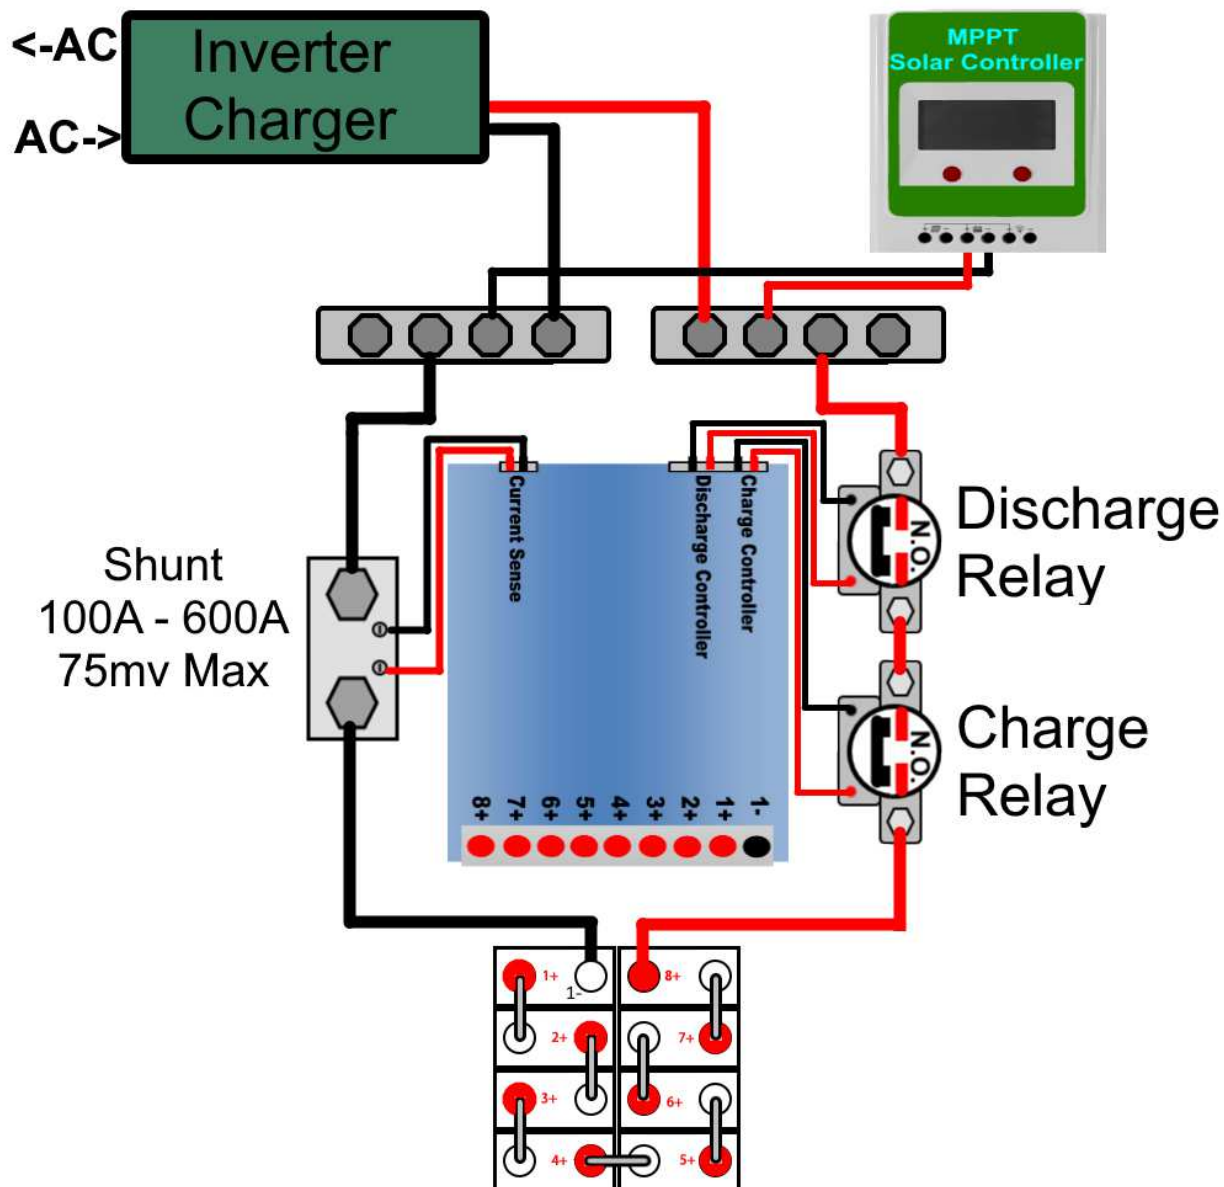 <-AC
AC->
Inverter
Charger
MPPT
Solar Controller
+ - + - + -
Current Sense
Discharge Controller
Charge Controller
N.O.
Discharge
Relay
Shunt
100A - 600A
75mv Max
N.O.
Charge
Relay
8+ 7+ 6+ 5+ 4+ 3+ 2+ 1+ 1-
1+ 1- 8+
2+ 7+
3+ 6+
4+ 5+